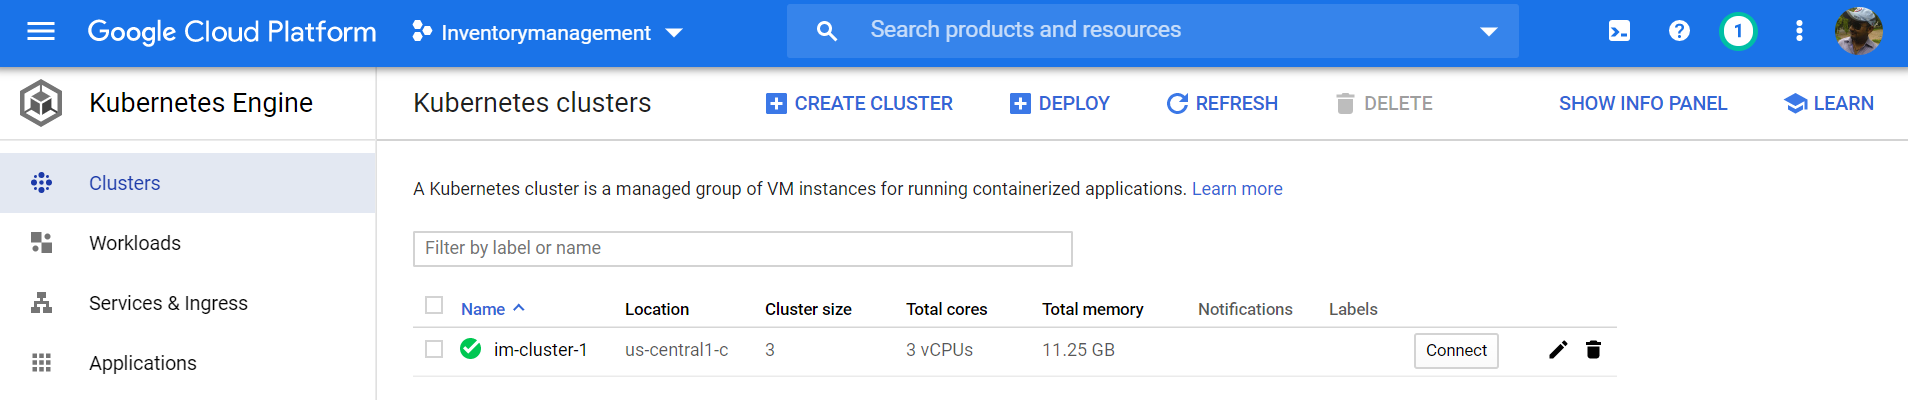 Google Cloud Platform
Inventorymanagement
Search products and resources
1
Kubernetes Engine
Kubernetes clusters
CREATE CLUSTER
DEPLOY
REFRESH
DELETE
SHOW INFO PANEL
LEARN
Clusters
Workloads
Services & Ingress
Applications
A Kubernetes cluster is a managed group of VM instances for running containerized applications. Learn more
Filter by label or name
Name Location Cluster size Total cores Total memory Notifications Labels
im-cluster-1 us-central1-c 3 3 vCPUs 11.25 GB Connect